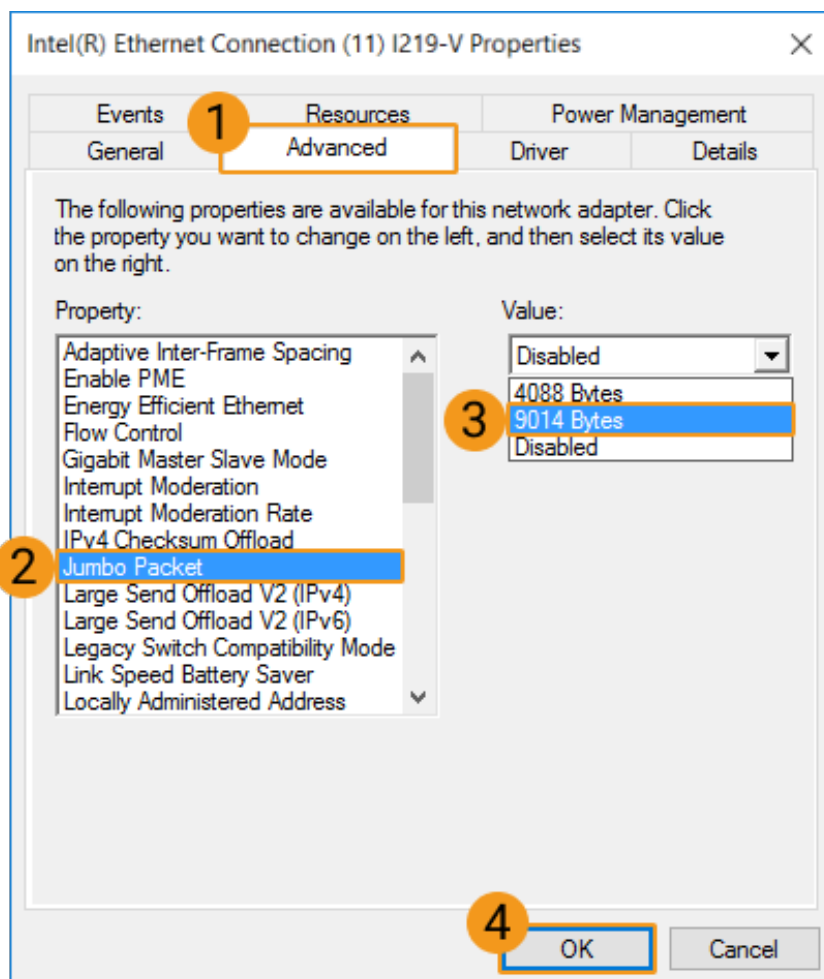 Intel(R) Ethernet Connection (11) I219-V Properties
Events
Resources
Power Management
1
General
Advanced
Driver
Details
The following properties are available for this network adapter. Click
the property you want to change on the left, and then select its value
on the right.
Property:
Value:
Adaptive Inter-Frame Spacing
Enable PME
Energy Efficient Ethernet
Flow Control
Gigabit Master Slave Mode
Interrupt Moderation
Interrupt Moderation Rate
IPv4 Checksum Offload
2
Jumbo Packet
Large Send Offload V2 (IPv4)
Large Send Offload V2 (IPv6)
Legacy Switch Compatibility Mode
Link Speed Battery Saver
Locally Administered Address
Disabled
4088 Bytes
3
9014 Bytes
Disabled
4
OK
Cancel